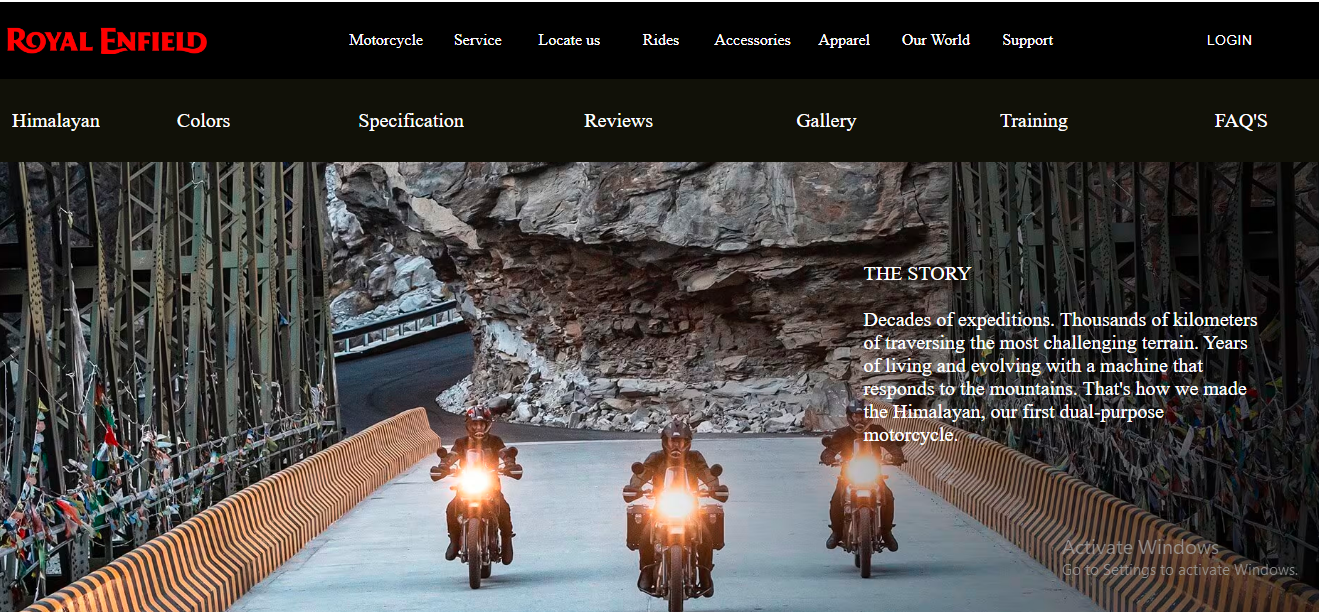 ROYAL ENFIELD
Motorcycle Service Locate us Rides Accessories Apparel Our World Support LOGIN
Himalayan Colors Specification Reviews Gallery Training FAQ'S
THE STORY
Decades of expeditions. Thousands of kilometers
of traversing the most challenging terrain. Years
of living and evolving with a machine that
responds to the mountains. That's how we made
the Himalayan, our first dual-purpose
motorcycle.
Activate Windows
Go to Settings to activate Windows.